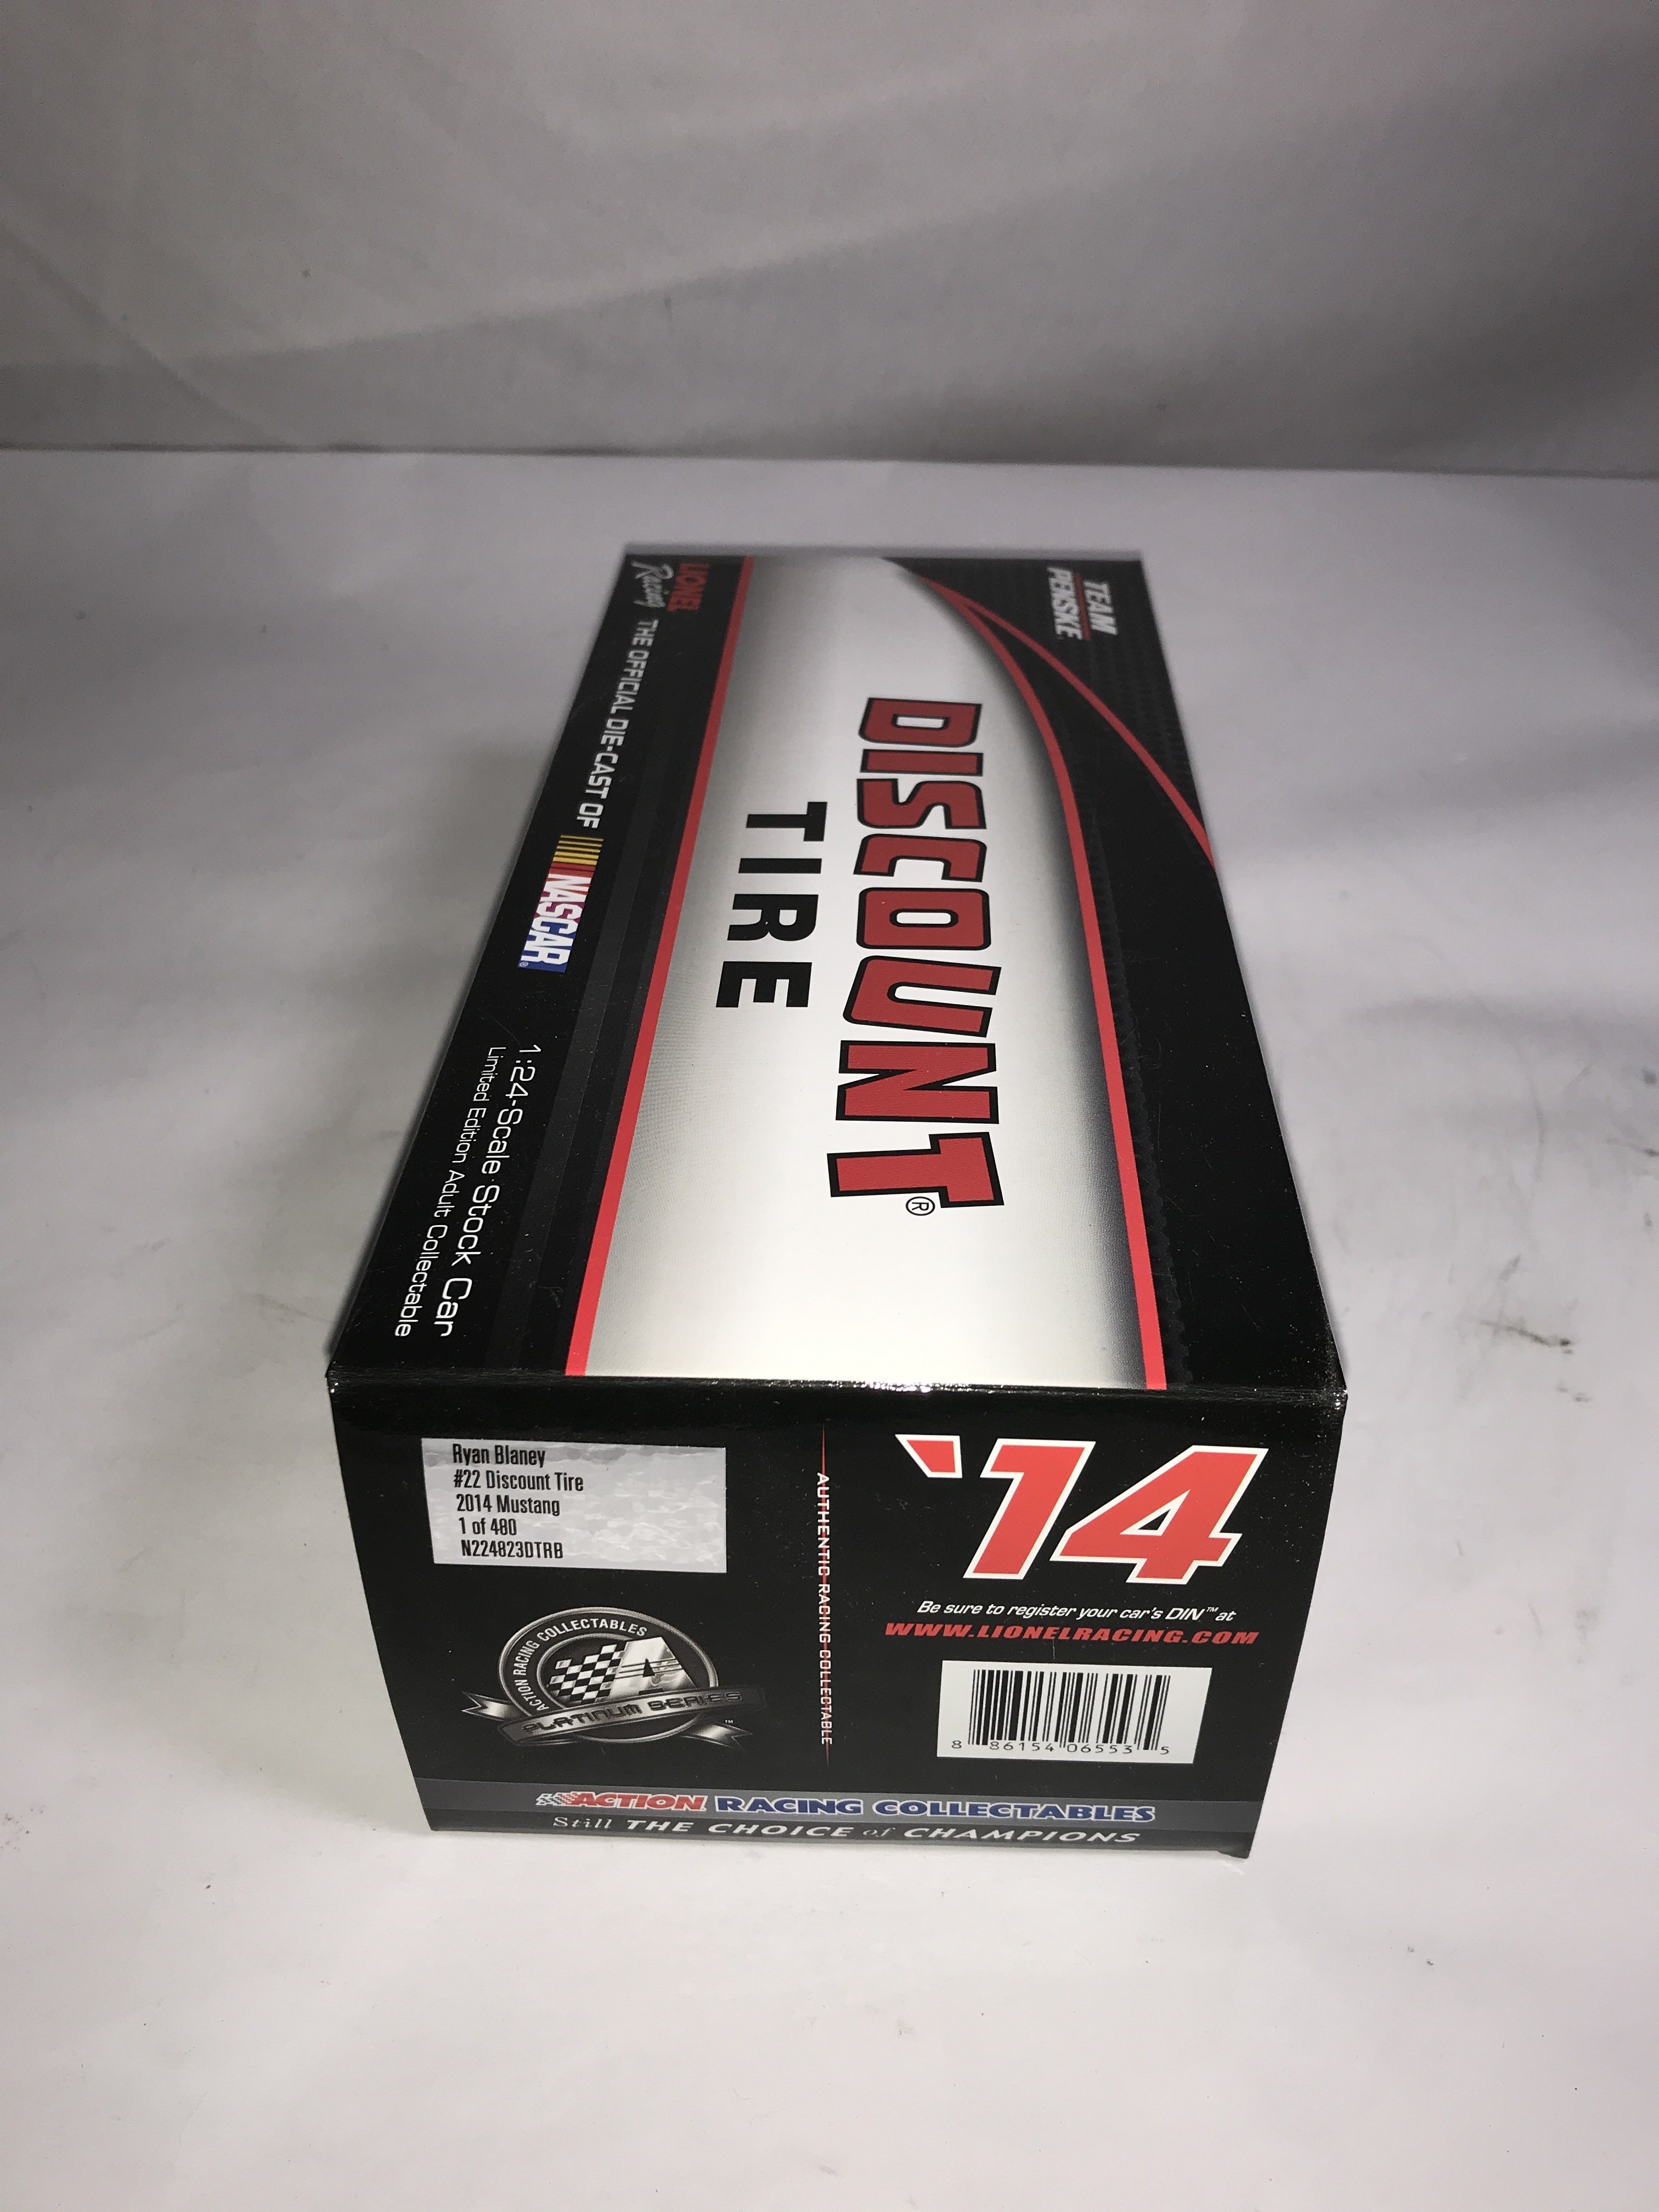 TEAM
PENSKE
DISCOUNT®
TIRE
LIONEL
Racing
THE OFFICIAL DIE-CAST OF
NASCAR®
1:24-Scale Stock Car
Limited Edition Adult Collectable
Ryan Blaney
#22 Discount Tire
2014 Mustang
1 of 480
N224823DTRB
ACTION RACING COLLECTABLES
A
PLATINUM SERIES™
AUTHENTIC RACING COLLECTABLE
'14
Be sure to register your car's DIN™ at
WWW.LIONELRACING.COM
8 86154 06553 5
ACTION RACING COLLECTABLES
Still THE CHOICE of CHAMPIONS